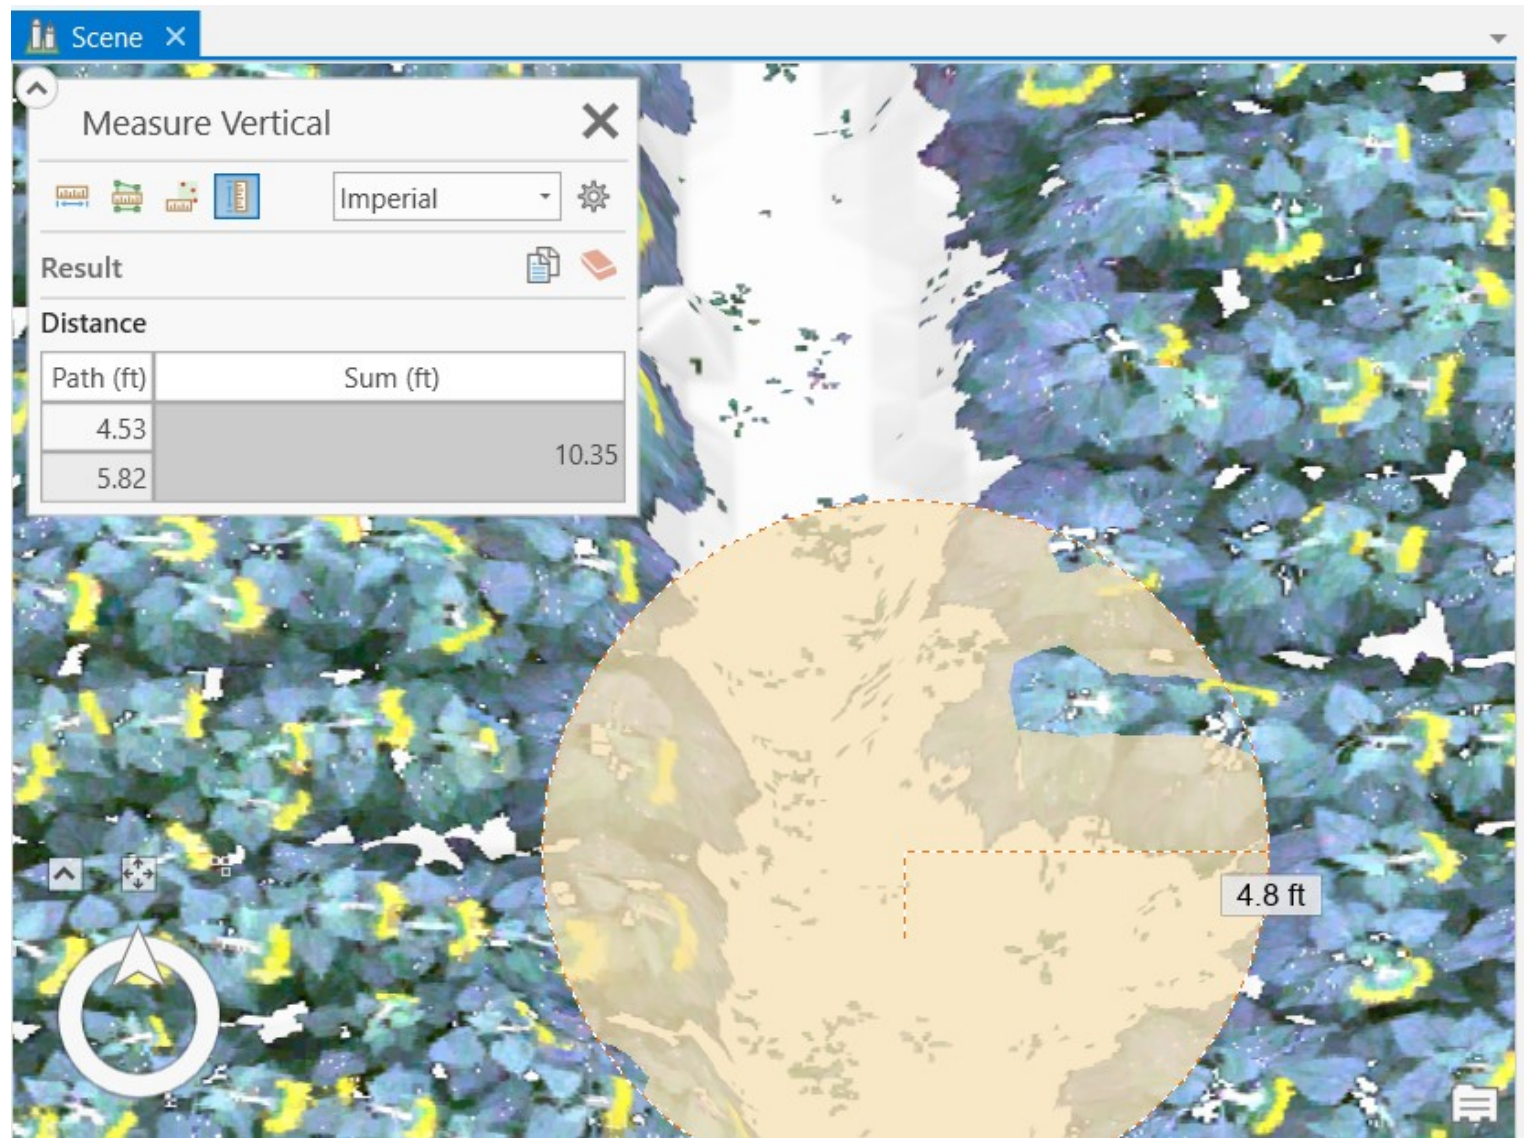 Scene
Measure Vertical
Imperial
Result
Distance
Path (ft) Sum (ft)
4.53
10.35
5.82
4.8 ft